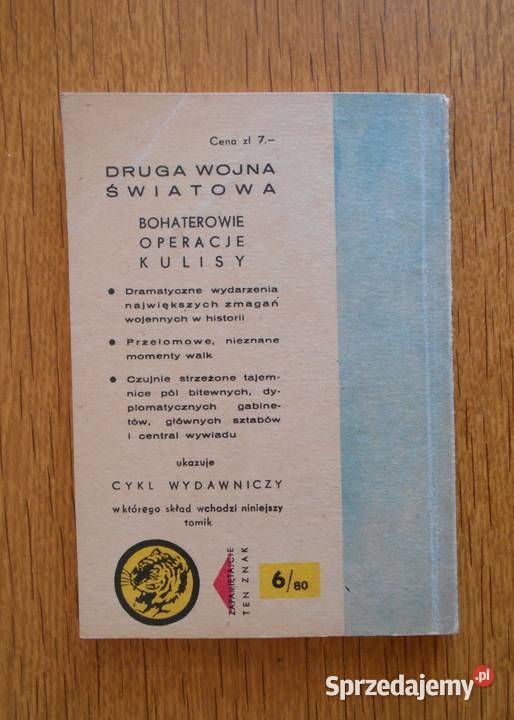 Cena zł 7.—
DRUGA WOJNA
ŚWIATOWA
BOHATEROWIE
OPERACJE
KULISY
● Dramatyczne wydarzenia
największych zmagań
wojennych w historii
● Przełomowe, nieznane
momenty walk
● Czujnie strzeżone tajem-
nice pól bitewnych, dy-
plomatycznych gabine-
tów, głównych sztabów
i central wywiadu
ukazuje
CYKL WYDAWNICZY
w którego skład wchodzi niniejszy
tomik
ZAPAMIĘTAJCIE
TEN ZNAK
6/80
Sprzedajemy.pl